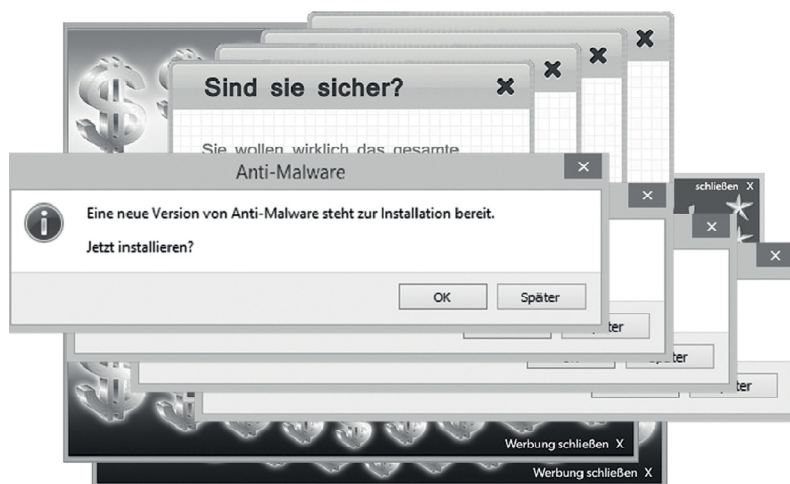 Sind sie sicher?
Sie wollen wirklich das gesamte
schließen X
Anti-Malware
Eine neue Version von Anti-Malware steht zur Installation bereit.
Jetzt installieren?
OK Später
Werbung schließen X
Werbung schließen X